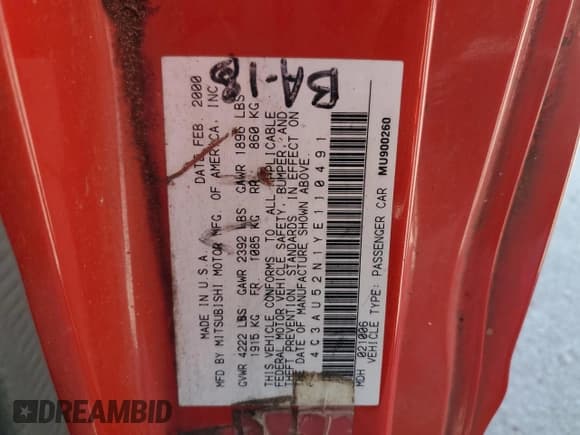 BA-18
MADE IN U.S.A. DATE FEB 2000
MFD BY MITSUBISHI MOTOR MFG. OF AMERICA, INC.
GVWR 4222 LBS GAWR 2392 LBS GAWR 1896 LBS
1915 KG FR 1085 KG RR 860 KG
THIS VEHICLE CONFORMS TO ALL APPLICABLE
FEDERAL MOTOR VEHICLE SAFETY, BUMPER, AND
THEFT PREVENTION STANDARDS IN EFFECT ON
THE DATE OF MANUFACTURE SHOWN ABOVE.
4C3AU52N1YE110491
MDH 021006
VEHICLE TYPE: PASSENGER CAR MU900260
DREAMBID